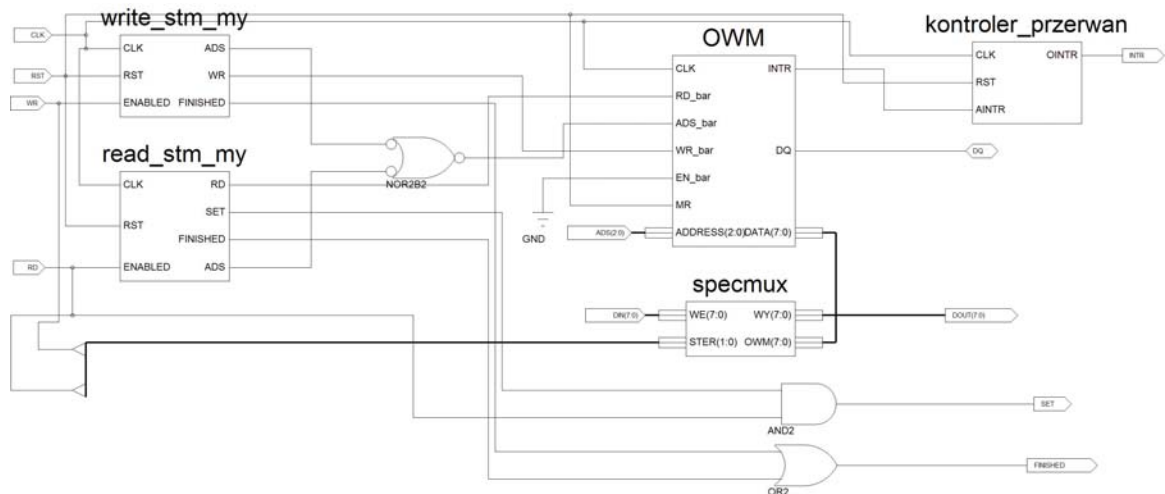 write_stm_my
CLK
RST
WR
CLK
RST
ENABLED
ADS
WR
FINISHED
read_stm_my
CLK
RST
ENABLED
RD
SET
FINISHED
ADS
RD
NOR2B2
GND
OWM
CLK
RD_bar
ADS_bar
WR_bar
EN_bar
MR
ADDRESS(2:0)
INTR
DQ
DATA(7:0)
ADS(2:0)
DQ
kontroler_przerwan
CLK
RST
AINTR
OINTR
INTR
specmux
DIN(7:0)
WE(7:0)
STER(1:0)
WY(7:0)
OWM(7:0)
DOUT(7:0)
AND2
SET
OR2
FINISHED